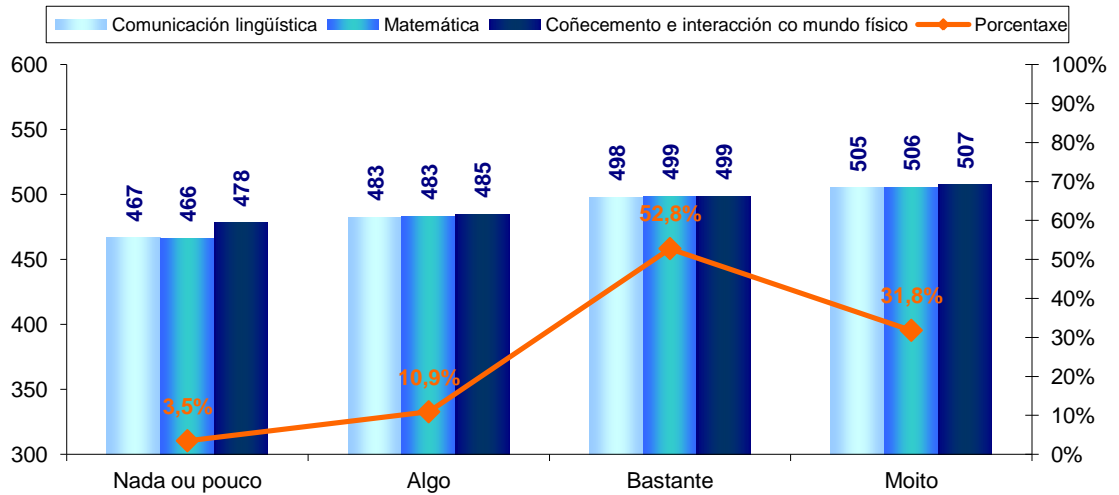 Comunicación lingüística Matemática Coñecemento e interacción co mundo físico Porcentaxe
600 100%
90%
550 80%
505 506 507
498 499 499
483 483 485
467 466 478
500 70%
52,8% 60%
450 50%
31,8% 40%
400 30%
10,9% 20%
350
3,5% 10%
300 0%
Nada ou pouco Algo Bastante Moito